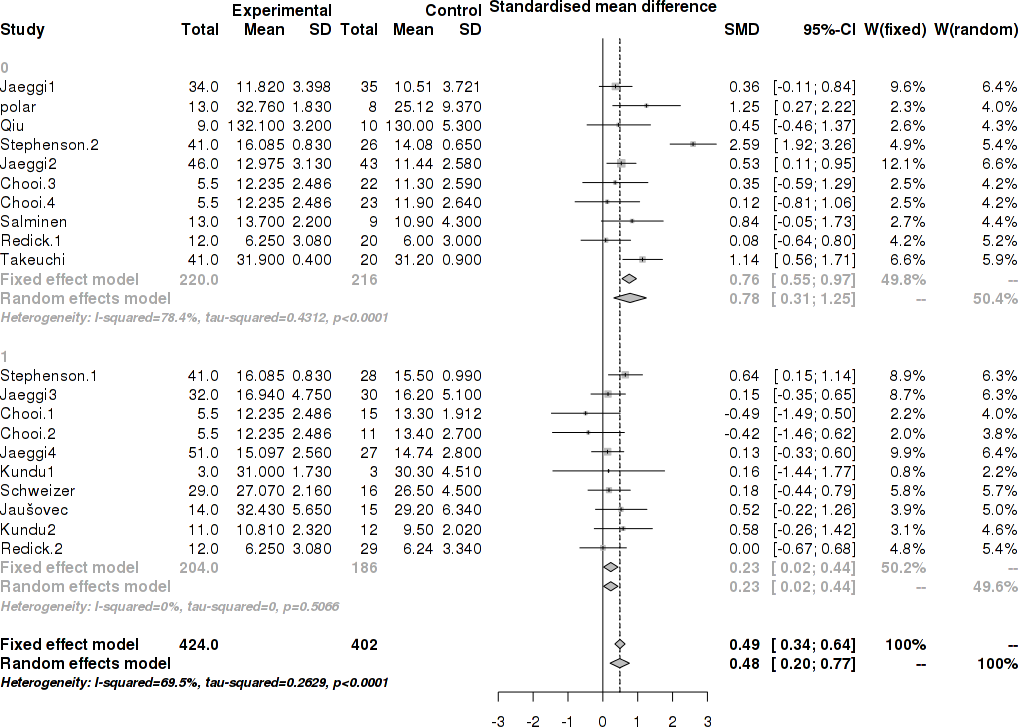 Experimental Control Standardised mean difference
Study Total Mean SD Total Mean SD SMD 95%-CI W(fixed) W(random)
0
Jaeggi1 34.0 11.820 3.398 35 10.51 3.721 0.36 [-0.11; 0.84] 9.6% 6.4%
polar 13.0 32.760 1.830 8 25.12 9.370 1.25 [ 0.27; 2.22] 2.3% 4.0%
Qiu 9.0 132.100 3.200 10 130.00 5.300 0.45 [-0.46; 1.37] 2.6% 4.3%
Stephenson.2 41.0 16.085 0.830 26 14.08 0.650 2.59 [ 1.92; 3.26] 4.9% 5.4%
Jaeggi2 46.0 12.975 3.130 43 11.44 2.580 0.53 [ 0.11; 0.95] 12.1% 6.6%
Chooi.3 5.5 12.235 2.486 22 11.30 2.590 0.35 [-0.59; 1.29] 2.5% 4.2%
Chooi.4 5.5 12.235 2.486 23 11.90 2.640 0.12 [-0.81; 1.06] 2.5% 4.2%
Salminen 13.0 13.700 2.200 9 10.90 4.300 0.84 [-0.05; 1.73] 2.7% 4.4%
Redick.1 12.0 6.250 3.080 20 6.00 3.000 0.08 [-0.64; 0.80] 4.2% 5.2%
Takeuchi 41.0 31.900 0.400 20 31.20 0.900 1.14 [ 0.56; 1.71] 6.6% 5.9%
Fixed effect model 220.0 216 0.76 [ 0.55; 0.97] 49.8% --
Random effects model 0.78 [ 0.31; 1.25] -- 50.4%
Heterogeneity: I-squared=78.4%, tau-squared=0.4312, p<0.0001
1
Stephenson.1 41.0 16.085 0.830 28 15.50 0.990 0.64 [ 0.15; 1.14] 8.9% 6.3%
Jaeggi3 32.0 16.940 4.750 30 16.20 5.100 0.15 [-0.35; 0.65] 8.7% 6.3%
Chooi.1 5.5 12.235 2.486 15 13.30 1.912 -0.49 [-1.49; 0.50] 2.2% 4.0%
Chooi.2 5.5 12.235 2.486 11 13.40 2.700 -0.42 [-1.46; 0.62] 2.0% 3.8%
Jaeggi4 51.0 15.097 2.560 27 14.74 2.800 0.13 [-0.33; 0.60] 9.9% 6.4%
Kundu1 3.0 31.000 1.730 3 30.30 4.510 0.16 [-1.44; 1.77] 0.8% 2.2%
Schweizer 29.0 27.070 2.160 16 26.50 4.500 0.18 [-0.44; 0.79] 5.8% 5.7%
Jaušovec 14.0 32.430 5.650 15 29.20 6.340 0.52 [-0.22; 1.26] 3.9% 5.0%
Kundu2 11.0 10.810 2.320 12 9.50 2.020 0.58 [-0.26; 1.42] 3.1% 4.6%
Redick.2 12.0 6.250 3.080 29 6.24 3.340 0.00 [-0.67; 0.68] 4.8% 5.4%
Fixed effect model 204.0 186 0.23 [ 0.02; 0.44] 50.2% --
Random effects model 0.23 [ 0.02; 0.44] -- 49.6%
Heterogeneity: I-squared=0%, tau-squared=0, p=0.5066
Fixed effect model 424.0 402 0.49 [ 0.34; 0.64] 100% --
Random effects model 0.48 [ 0.20; 0.77] -- 100%
Heterogeneity: I-squared=69.5%, tau-squared=0.2629, p<0.0001
-3 -2 -1 0 1 2 3